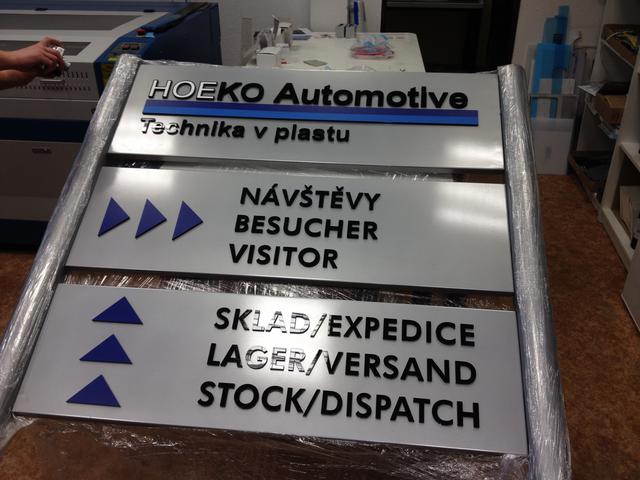 HOEKO Automotive
Technika v plastu
NÁVŠTĚVY
BESUCHER
VISITOR
SKLAD/EXPEDICE
LAGER/VERSAND
STOCK/DISPATCH